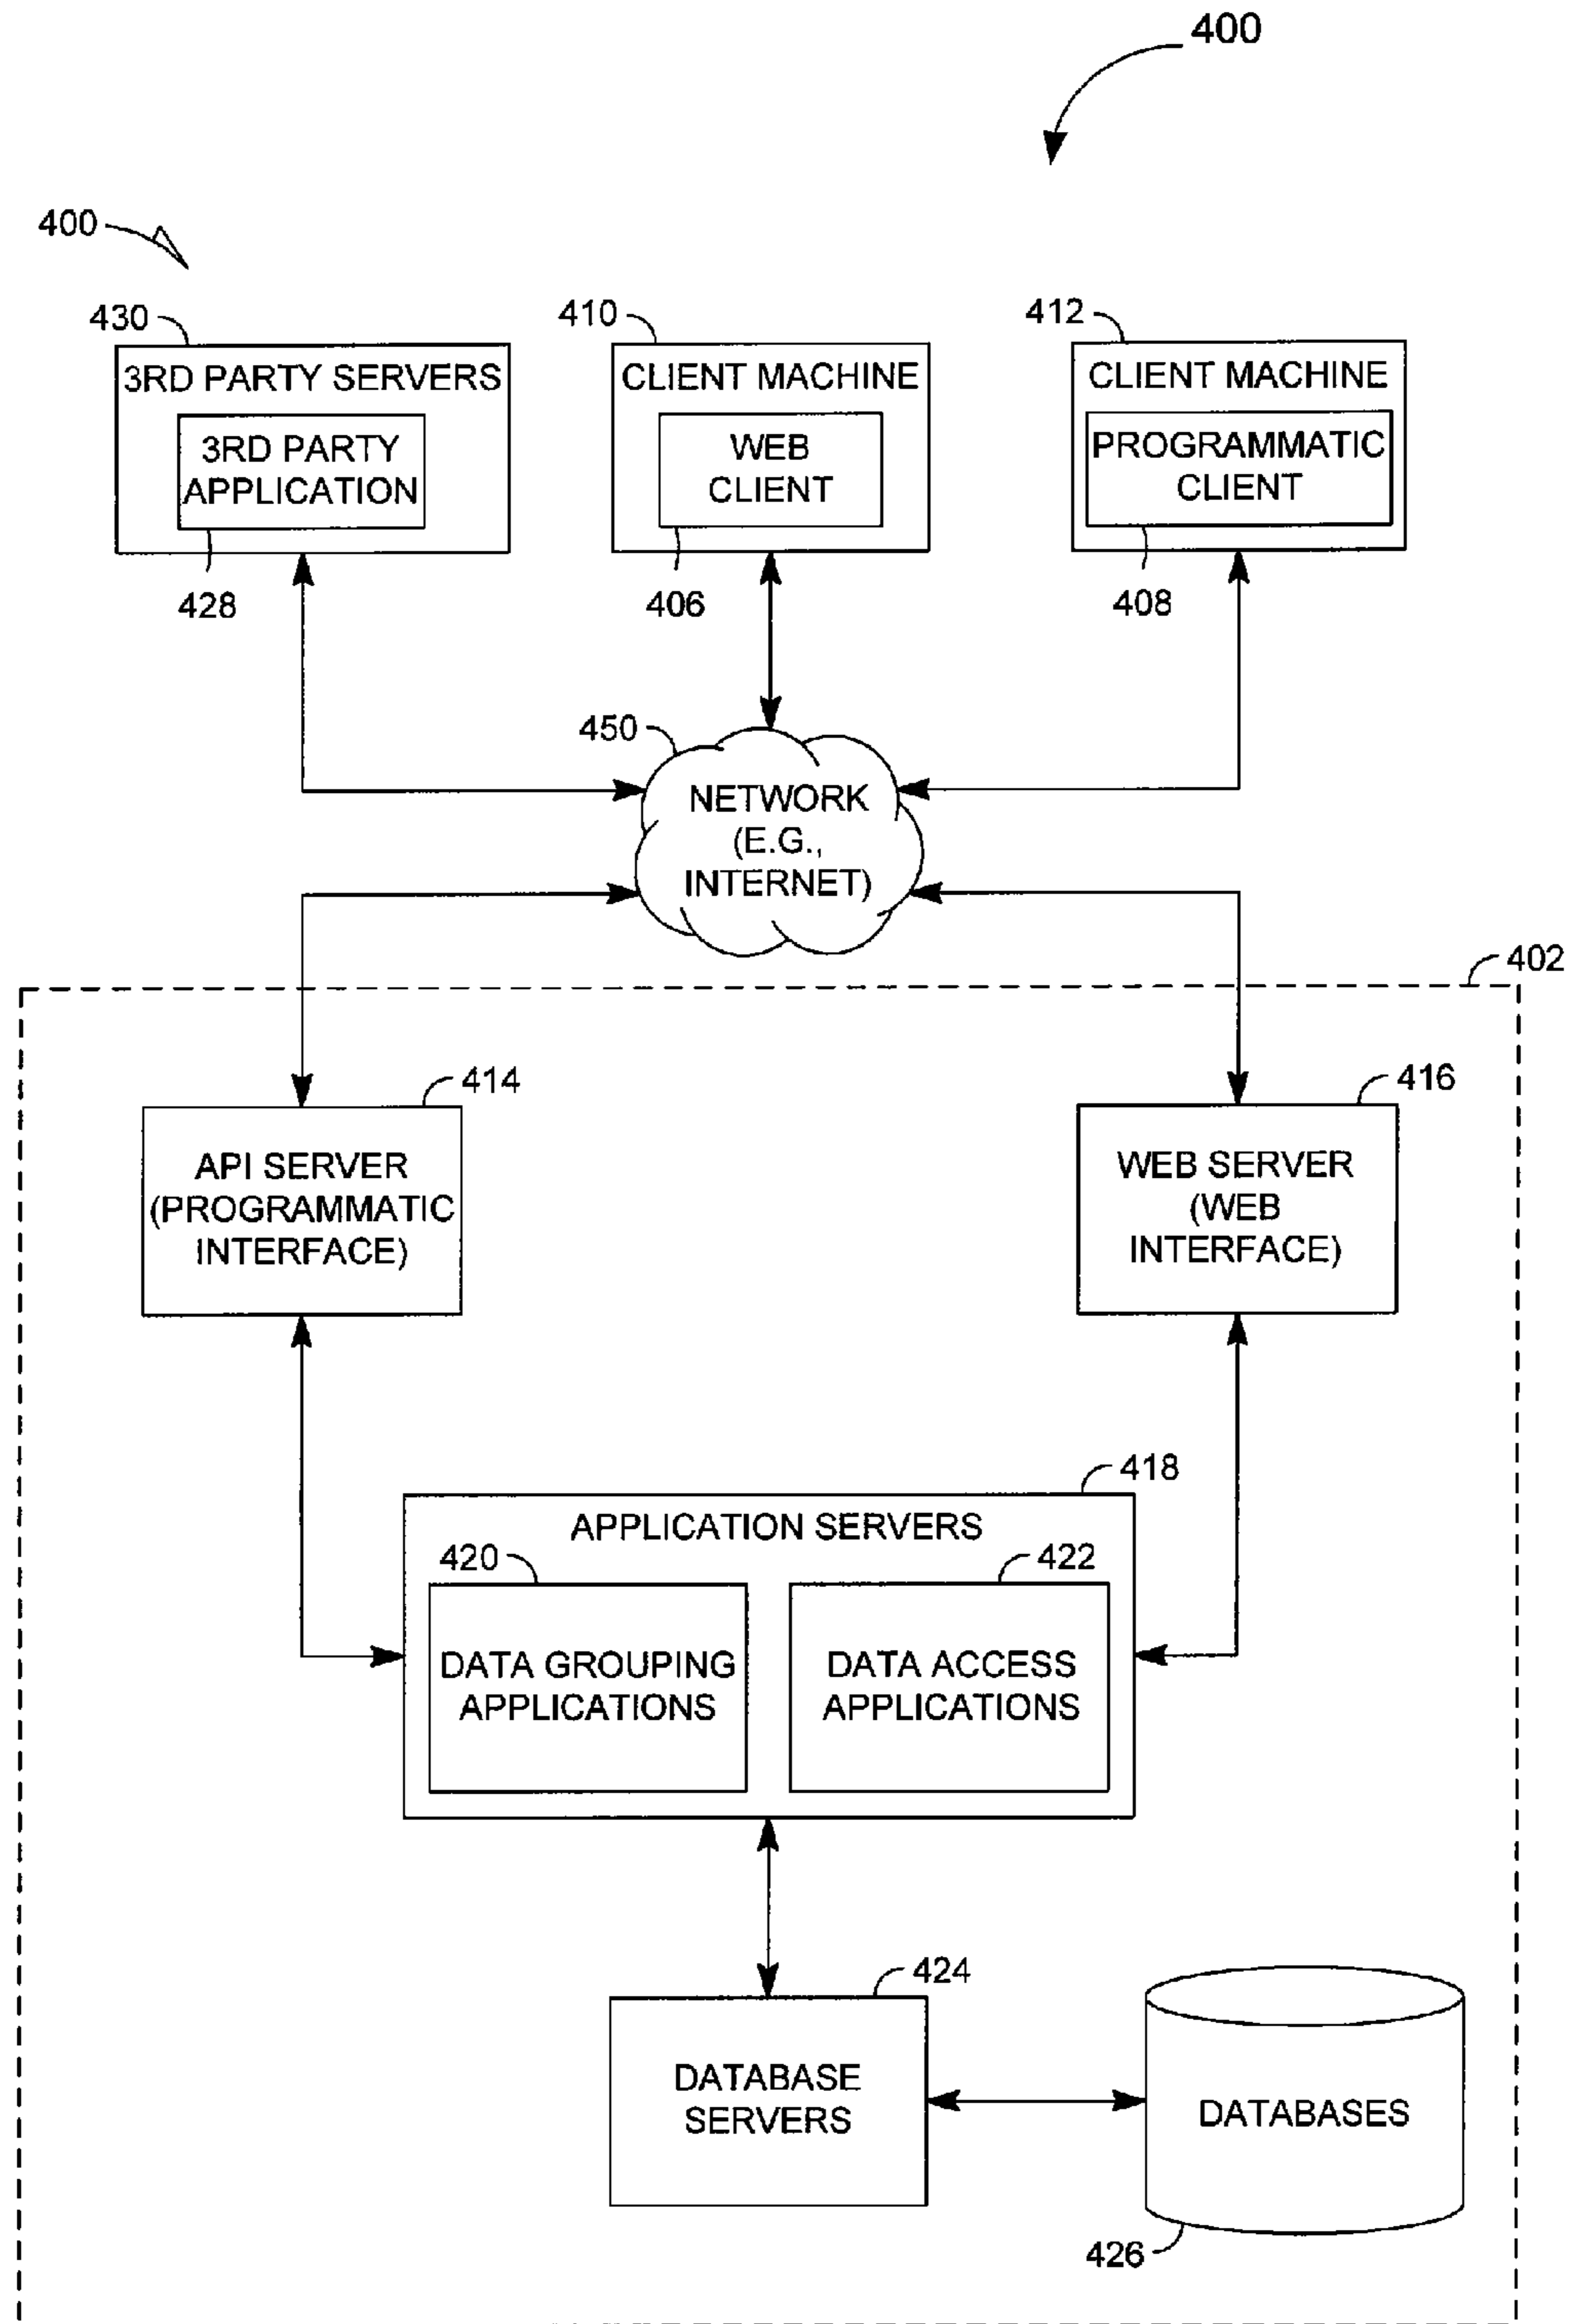 400
400
430
3RD PARTY SERVERS
3RD PARTY
APPLICATION
428
410
CLIENT MACHINE
WEB
CLIENT
406
412
CLIENT MACHINE
PROGRAMMATIC
CLIENT
408
450
NETWORK
(E.G.,
INTERNET)
402
414
API SERVER
(PROGRAMMATIC
INTERFACE)
416
WEB SERVER
(WEB
INTERFACE)
418
APPLICATION SERVERS
420
DATA GROUPING
APPLICATIONS
422
DATA ACCESS
APPLICATIONS
424
DATABASE
SERVERS
DATABASES
426